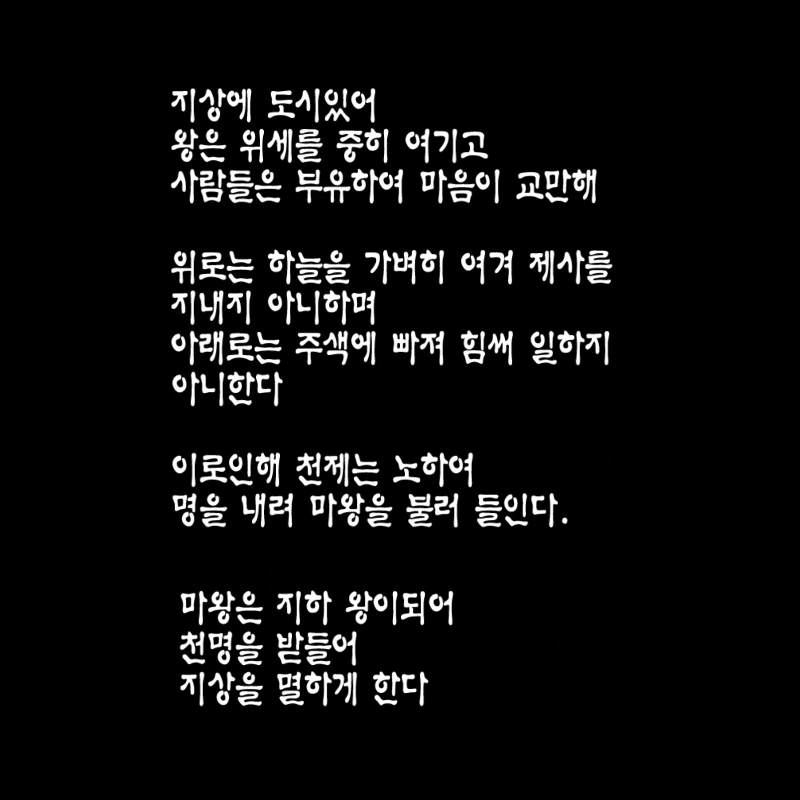 지상에 도시있어
왕은 위세를 중히 여기고
사람들은 부유하여 마음이 교만해
위로는 하늘을 가벼히 여겨 제사를
지내지 아니하며
아래로는 주색에 빠져 힘써 일하지
아니한다
이로인해 천제는 노하여
명을 내려 마왕을 불러 들인다.
마왕은 지하 왕이되어
천명을 받들어
지상을 멸하게 한다